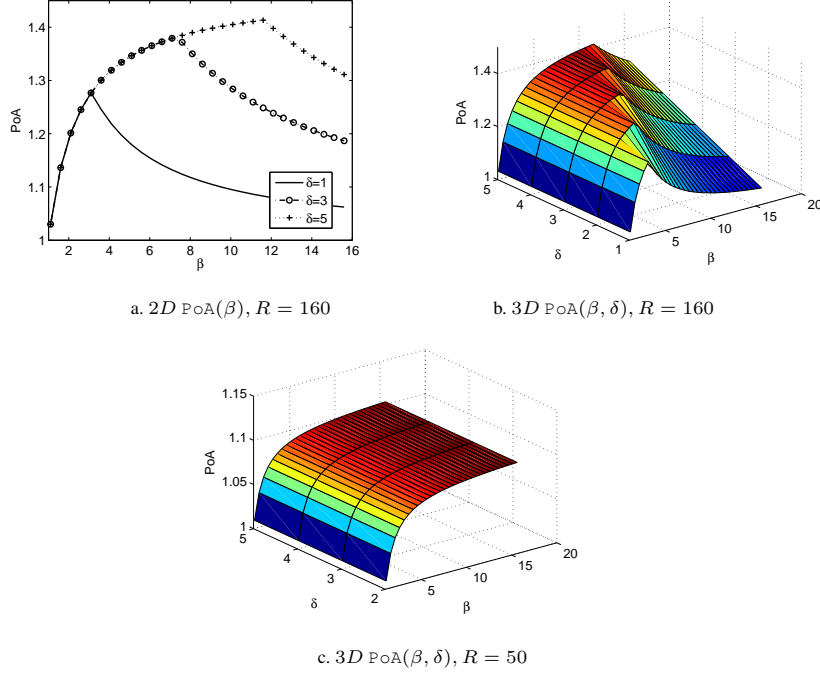 1.4
1.3
1.2
1.1
1
PoA
2 4 6 8 10 12 14 16
β
δ=1
δ=3
δ=5
a. 2D PoA(β), R = 160
1.4
1.2
1
PoA
5 4 3 2 1
δ
5 10 15 20
β
b. 3D PoA(β, δ), R = 160
1.15
1.1
1.05
1
PoA
5 4 3 2
δ
5 10 15 20
β
c. 3D PoA(β, δ), R = 50